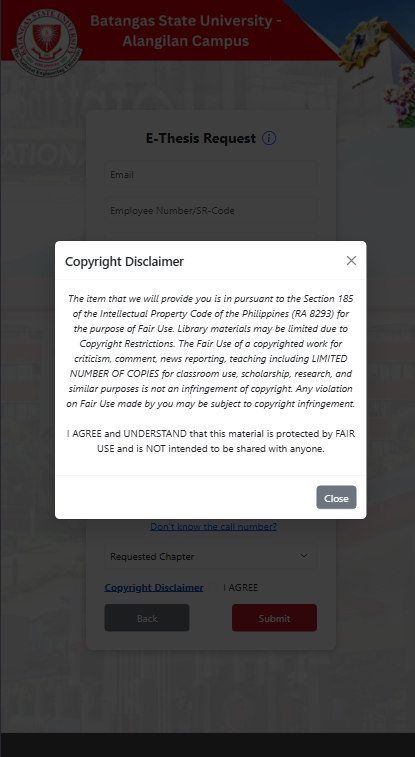 Batangas State University -
Alangilan Campus
E-Thesis Request
Email
Employee Number/SR-Code
Copyright Disclaimer
The item that we will provide you is in pursuant to the Section 185
of the Intellectual Property Code of the Philippines (RA 8293) for
the purpose of Fair Use. Library materials may be limited due to
Copyright Restrictions. The Fair Use of a copyrighted work for
criticism, comment, news reporting, teaching including LIMITED
NUMBER OF COPIES for classroom use, scholarship, research, and
similar purposes is not an infringement of copyright. Any violation
on Fair Use made by you may be subject to copyright infringement.
I AGREE and UNDERSTAND that this material is protected by FAIR
USE and is NOT intended to be shared with anyone.
Close
Don't know the call number?
Requested Chapter
Copyright Disclaimer I AGREE
Back Submit